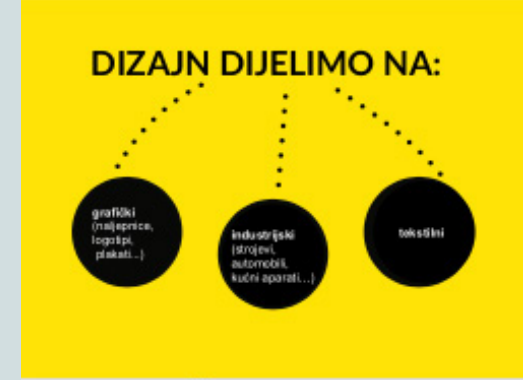 DIZAJN DIJELIMO NA:
grafički
(naljepnice,
logotipi,
plakati...)
industrijski
(strojevi,
automobili,
kućni aparati...)
tekstilni